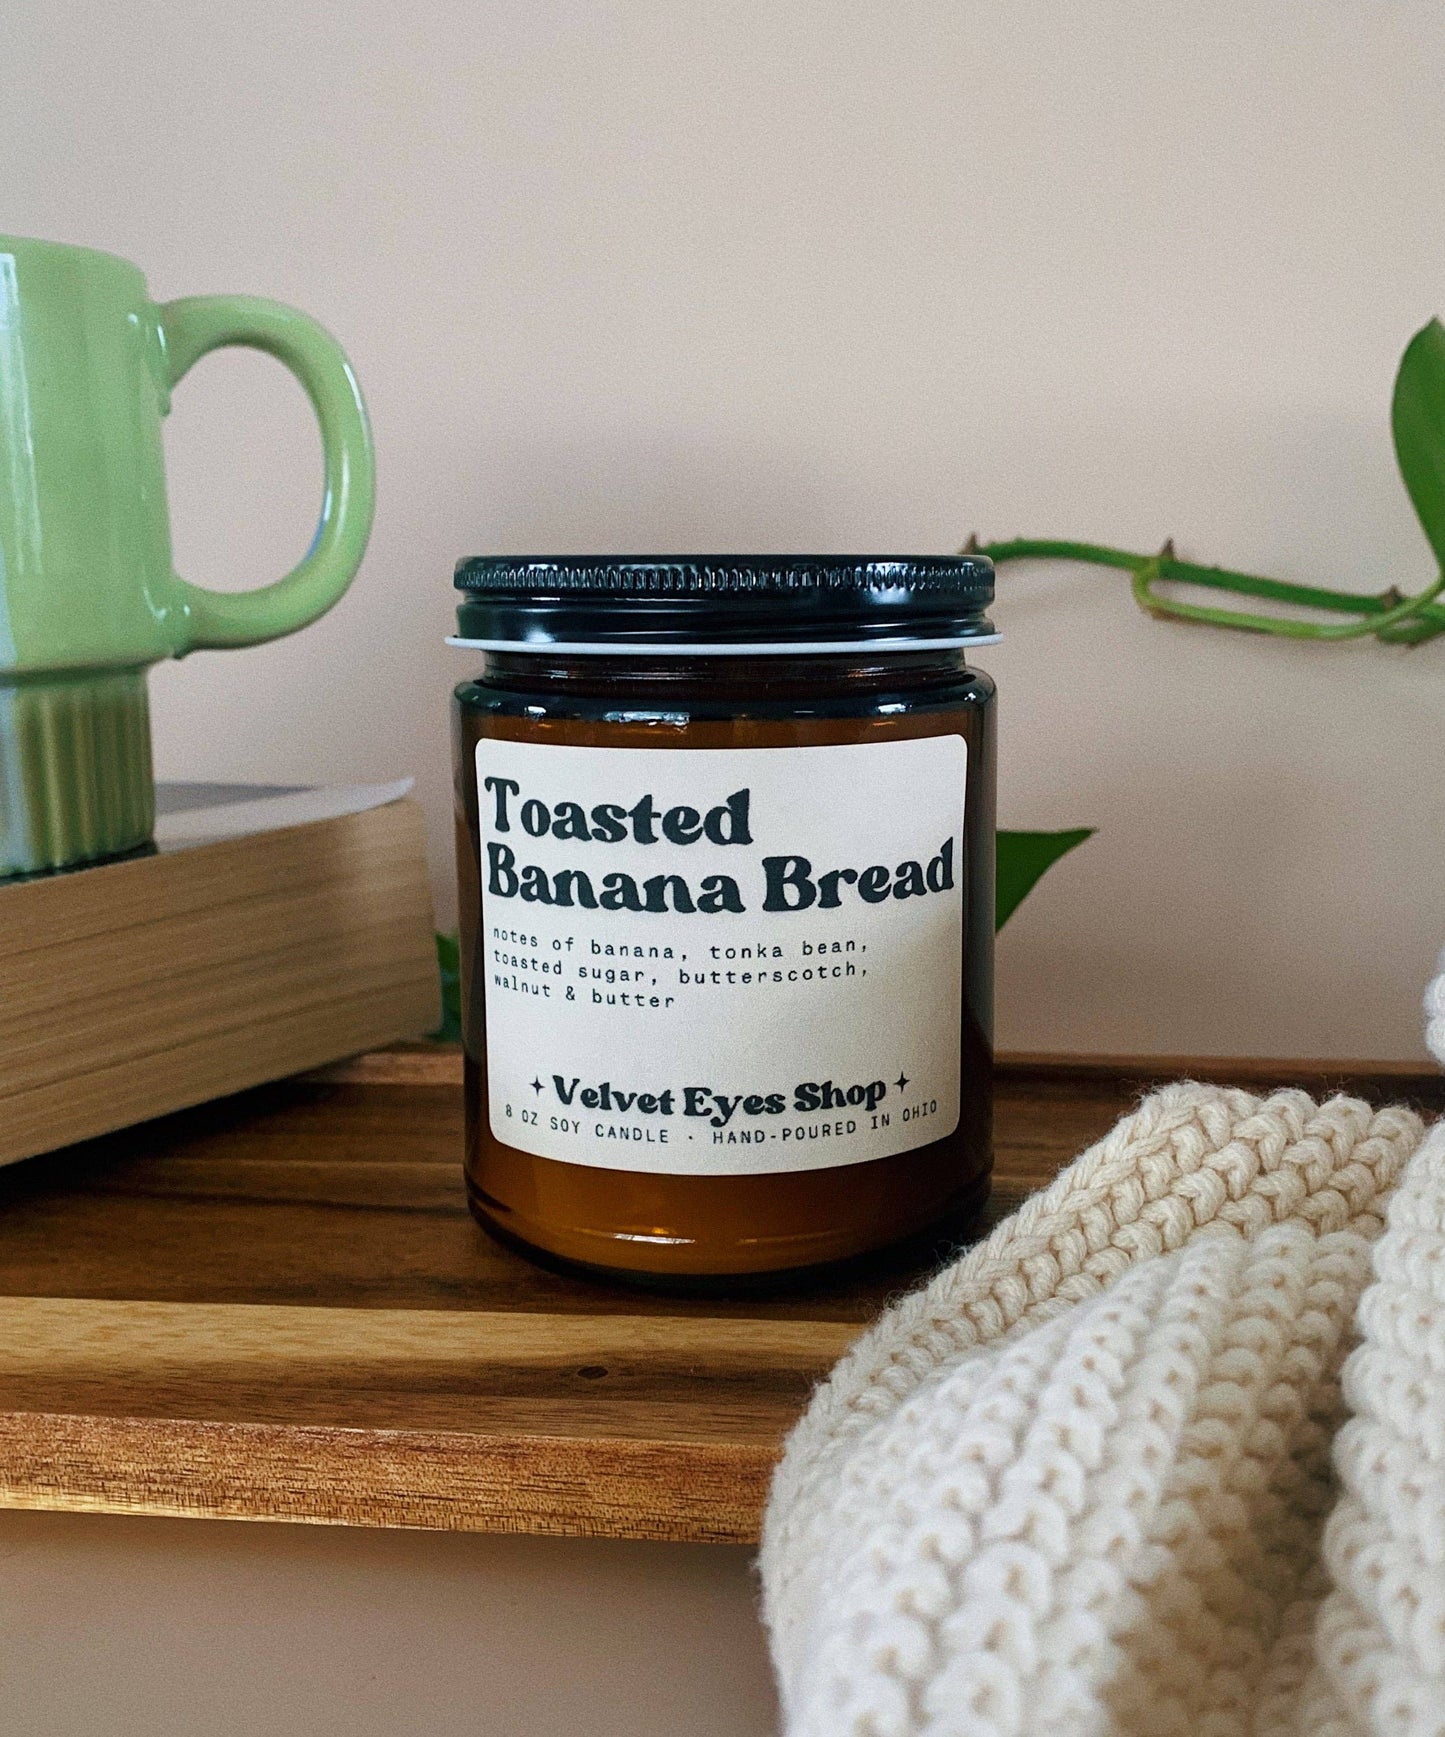 Toasted
Banana Bread
notes of banana, tonka bean,
toasted sugar, butterscotch,
walnut & butter
Velvet Eyes Shop
8 OZ SOY CANDLE · HAND-POURED IN OHIO